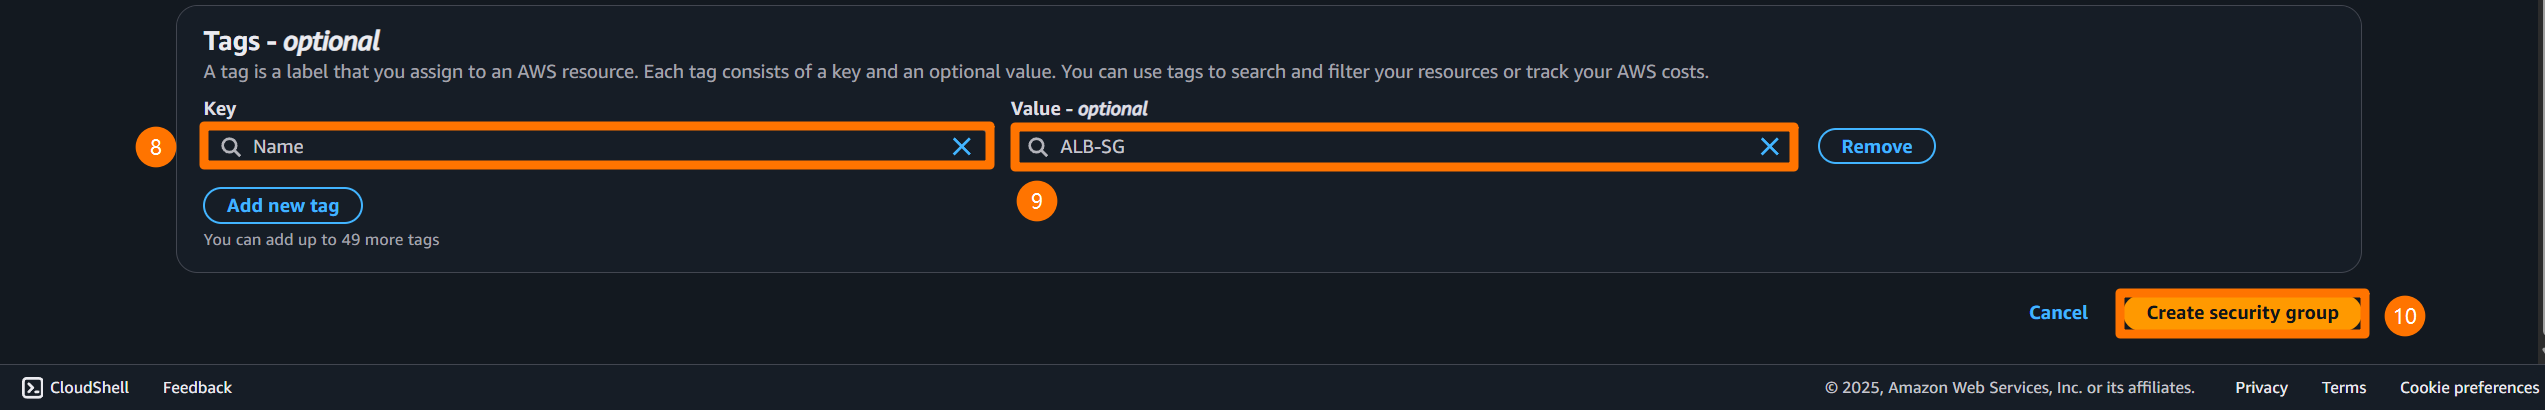 Tags - optional
A tag is a label that you assign to an AWS resource. Each tag consists of a key and an optional value. You can use tags to search and filter your resources or track your AWS costs.
Key
Value - optional
8
Name
ALB-SG
Remove
Add new tag
9
You can add up to 49 more tags
Cancel
Create security group
10
CloudShell
Feedback
© 2025, Amazon Web Services, Inc. or its affiliates.
Privacy
Terms
Cookie preferences